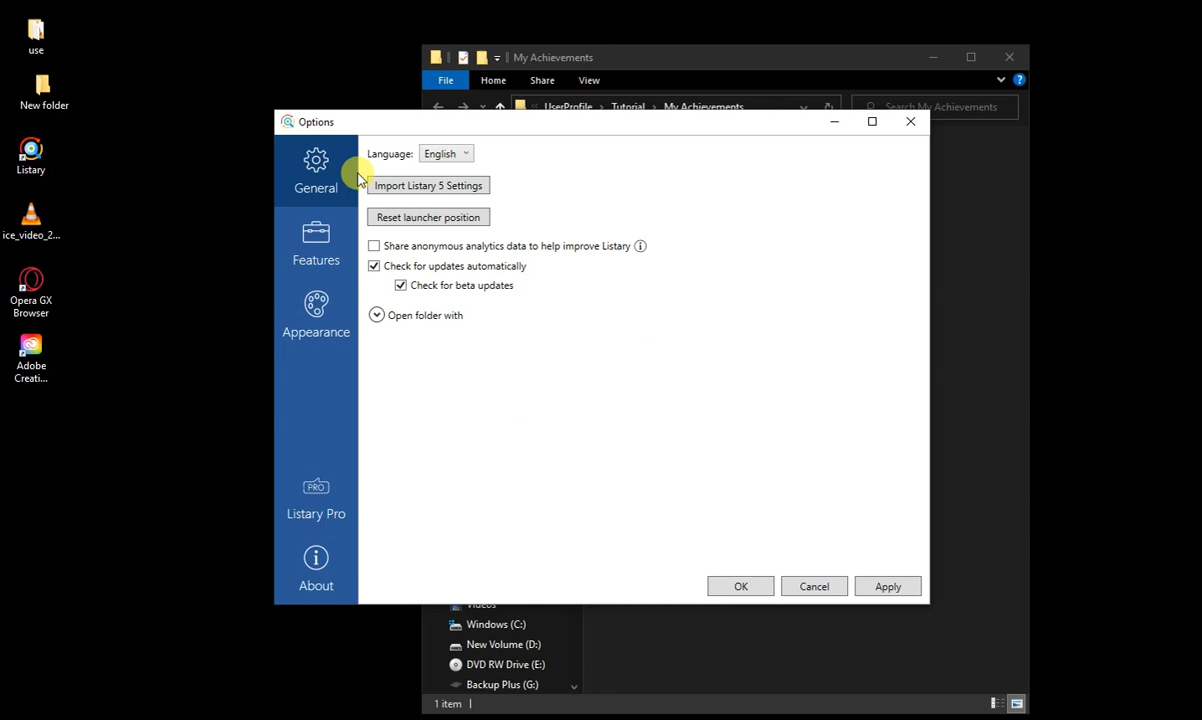 use
New folder
Listary
ice_video_2...
Opera GX
Browser
Adobe
Creati...
My Achievements
File Home Share View
UserProfile › Tutorial › My Achievements
Search My Achievements
Options
General
Features
Appearance
PRO
Listary Pro
About
Language: English
Import Listary 5 Settings
Reset launcher position
Share anonymous analytics data to help improve Listary
Check for updates automatically
Check for beta updates
Open folder with
OK Cancel Apply
Videos
Windows (C:)
New Volume (D:)
DVD RW Drive (E:)
Backup Plus (G:)
1 item